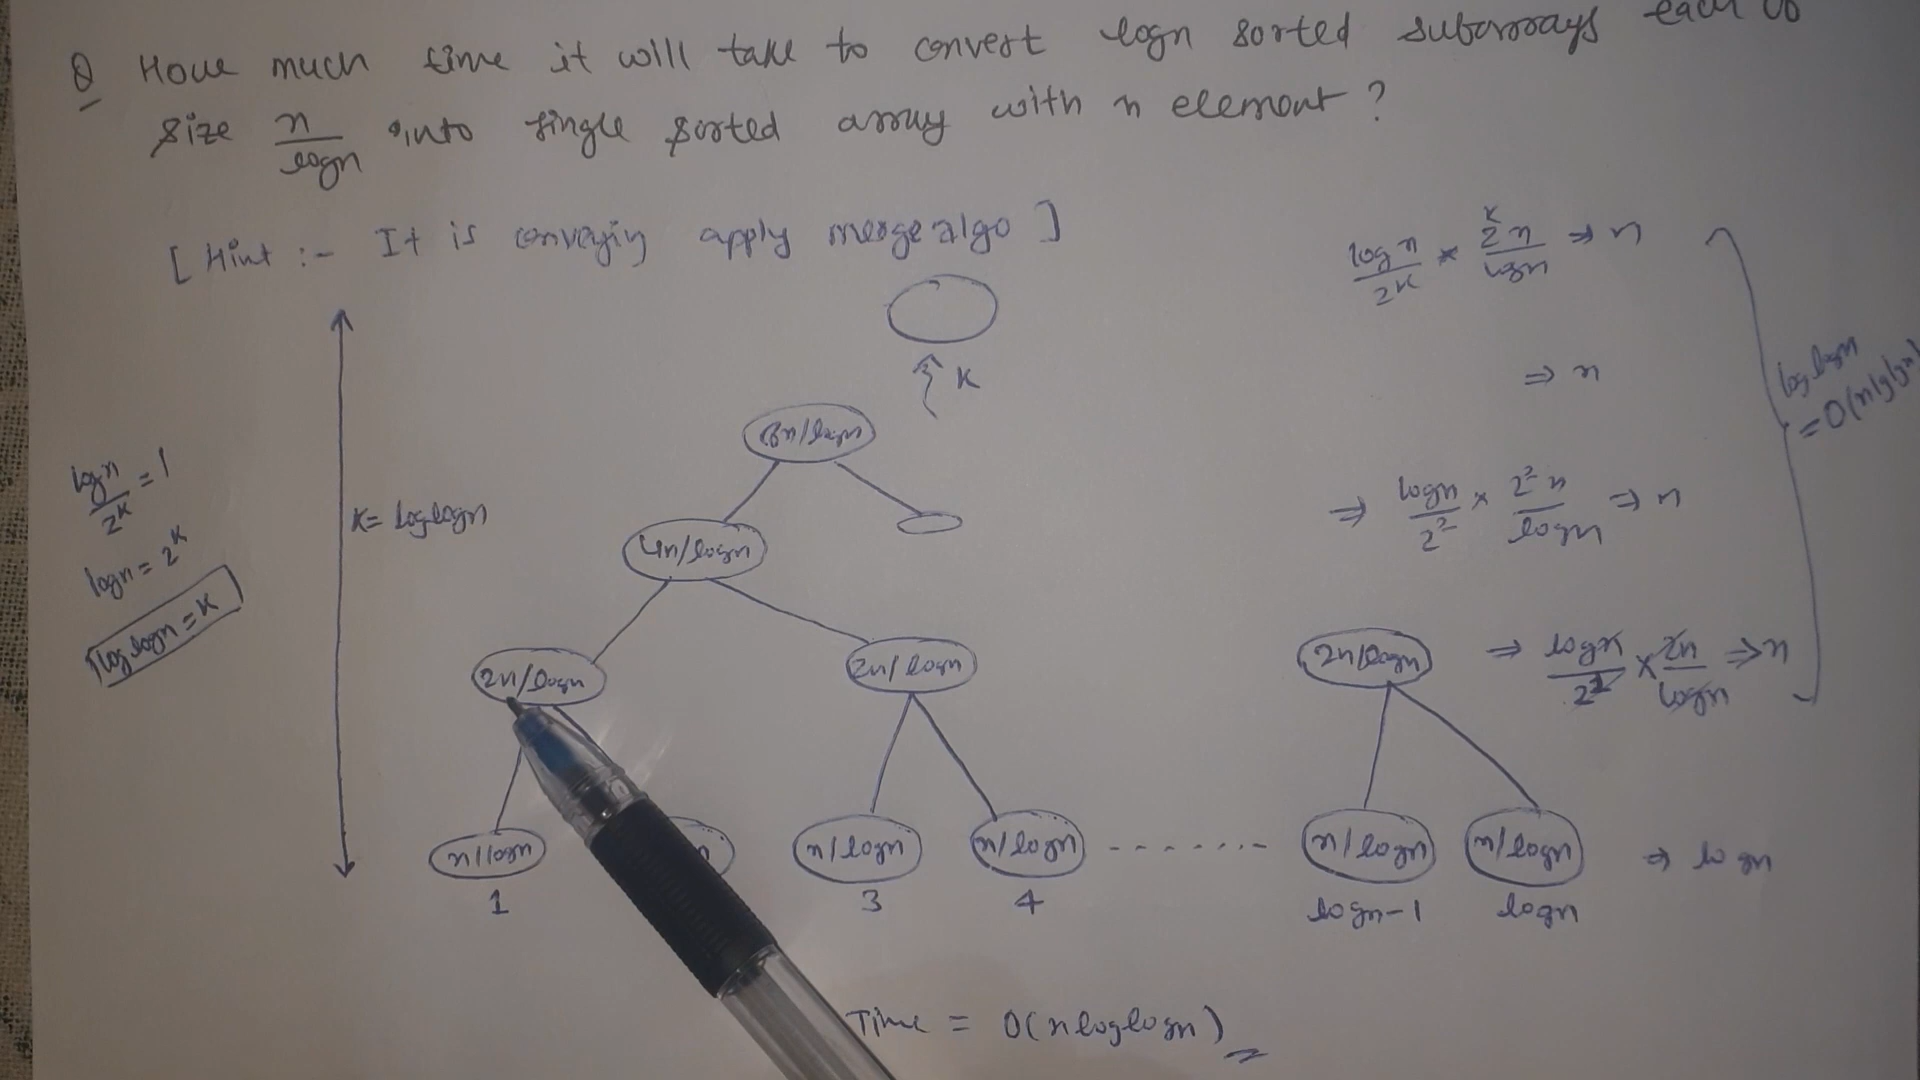 Q How much time it will take to convert logn sorted subarrays each of
size n/logn into single sorted array with n element ?
[ Hint :- It is conveying apply merge algo ]
logn/2^k * 2^k n/logn ⇒ n
K
⇒ n
loglogn
= O(nlglgn)
8n/logn
logn/2^k = 1
logn = 2^k
loglogn = K
K = loglogn
4n/logn
⇒ logn/2^2 × 2^2 n/logn ⇒ n
2n/logn 2n/logn 2n/logn ⇒ logn/2^1 × 2n/logn ⇒ n
n/logn n/logn n/logn ....... n/logn n/logn ⇒ logn
1 3 4 logn-1 logn
Time = O(nloglogn)